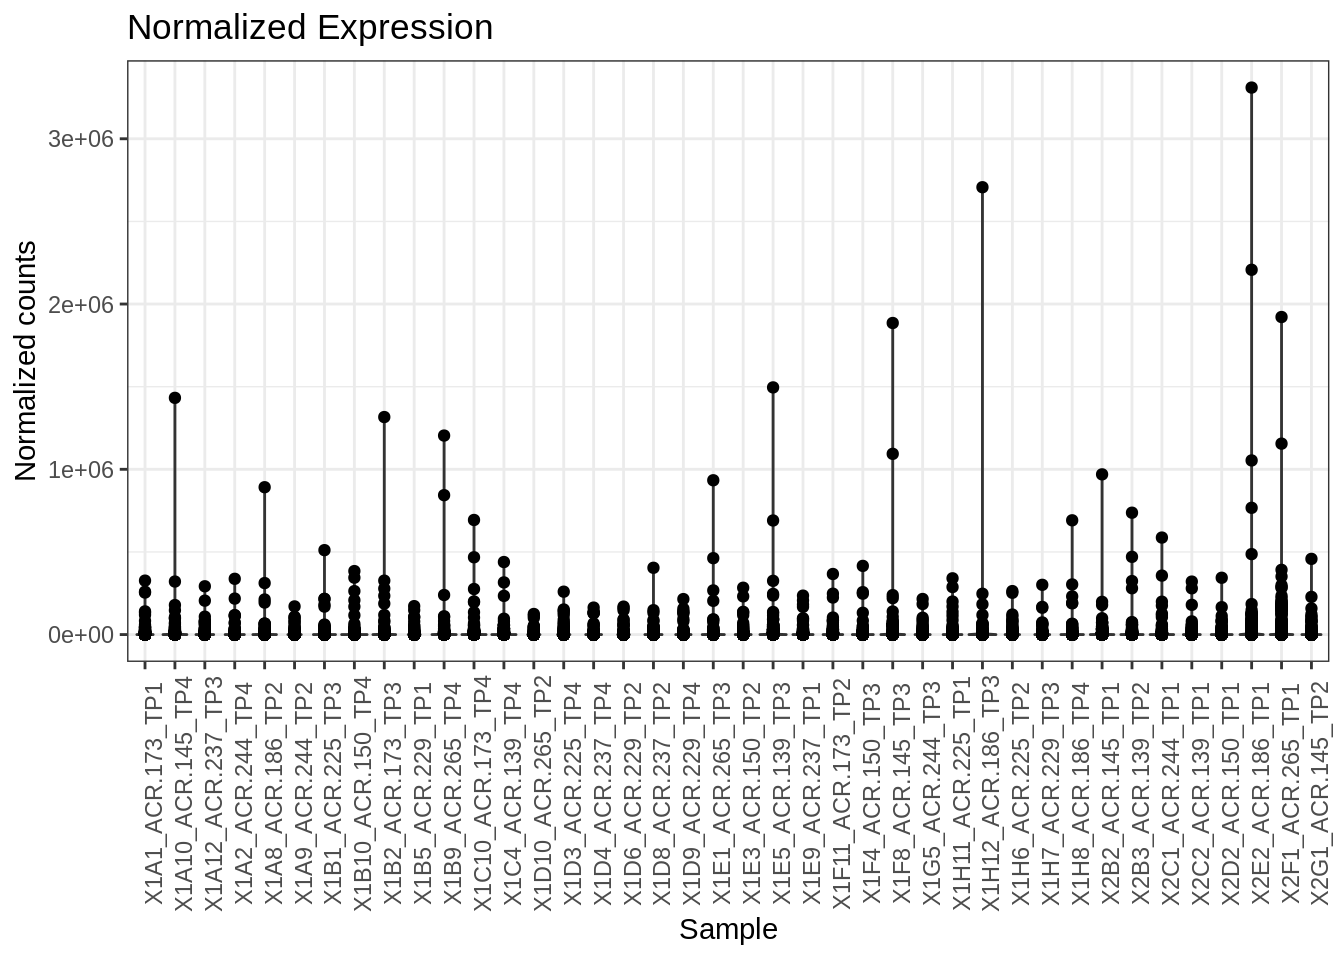 Normalized Expression
Normalized counts
3e+06
2e+06
1e+06
0e+00
X1A1_ACR.173_TP1
X1A10_ACR.145_TP4
X1A12_ACR.237_TP3
X1A2_ACR.244_TP4
X1A8_ACR.186_TP2
X1A9_ACR.244_TP2
X1B1_ACR.225_TP3
X1B10_ACR.150_TP4
X1B2_ACR.173_TP3
X1B5_ACR.229_TP1
X1B9_ACR.265_TP4
X1C10_ACR.173_TP4
X1C4_ACR.139_TP4
X1D10_ACR.265_TP2
X1D3_ACR.225_TP4
X1D4_ACR.237_TP4
X1D6_ACR.229_TP2
X1D8_ACR.237_TP2
X1D9_ACR.229_TP4
X1E1_ACR.265_TP3
X1E3_ACR.150_TP2
X1E5_ACR.139_TP3
X1E9_ACR.237_TP1
X1F11_ACR.173_TP2
X1F4_ACR.150_TP3
X1F8_ACR.145_TP3
X1G5_ACR.244_TP3
X1H11_ACR.225_TP1
X1H12_ACR.186_TP3
X1H6_ACR.225_TP2
X1H7_ACR.229_TP3
X1H8_ACR.186_TP4
X2B2_ACR.145_TP1
X2B3_ACR.139_TP2
X2C1_ACR.244_TP1
X2C2_ACR.139_TP1
X2D2_ACR.150_TP1
X2E2_ACR.186_TP1
X2F1_ACR.265_TP1
X2G1_ACR.145_TP2
Sample